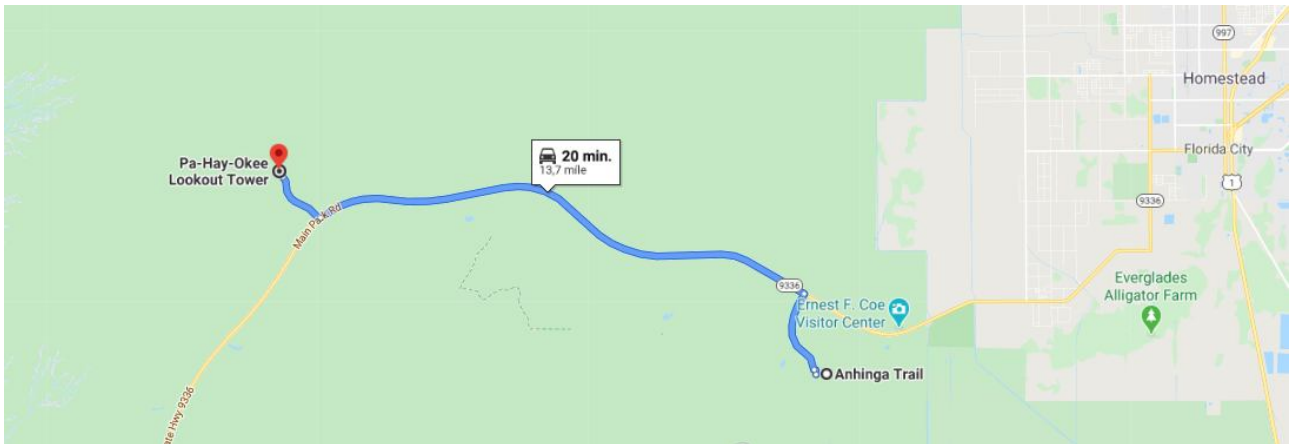 997
Homestead
Florida City
1
9336
Pa-Hay-Okee
Lookout Tower
20 min.
13,7 mile
Main Park Rd
9336
Ernest F. Coe
Visitor Center
Everglades
Alligator Farm
Anhinga Trail
ate Hwy 9336